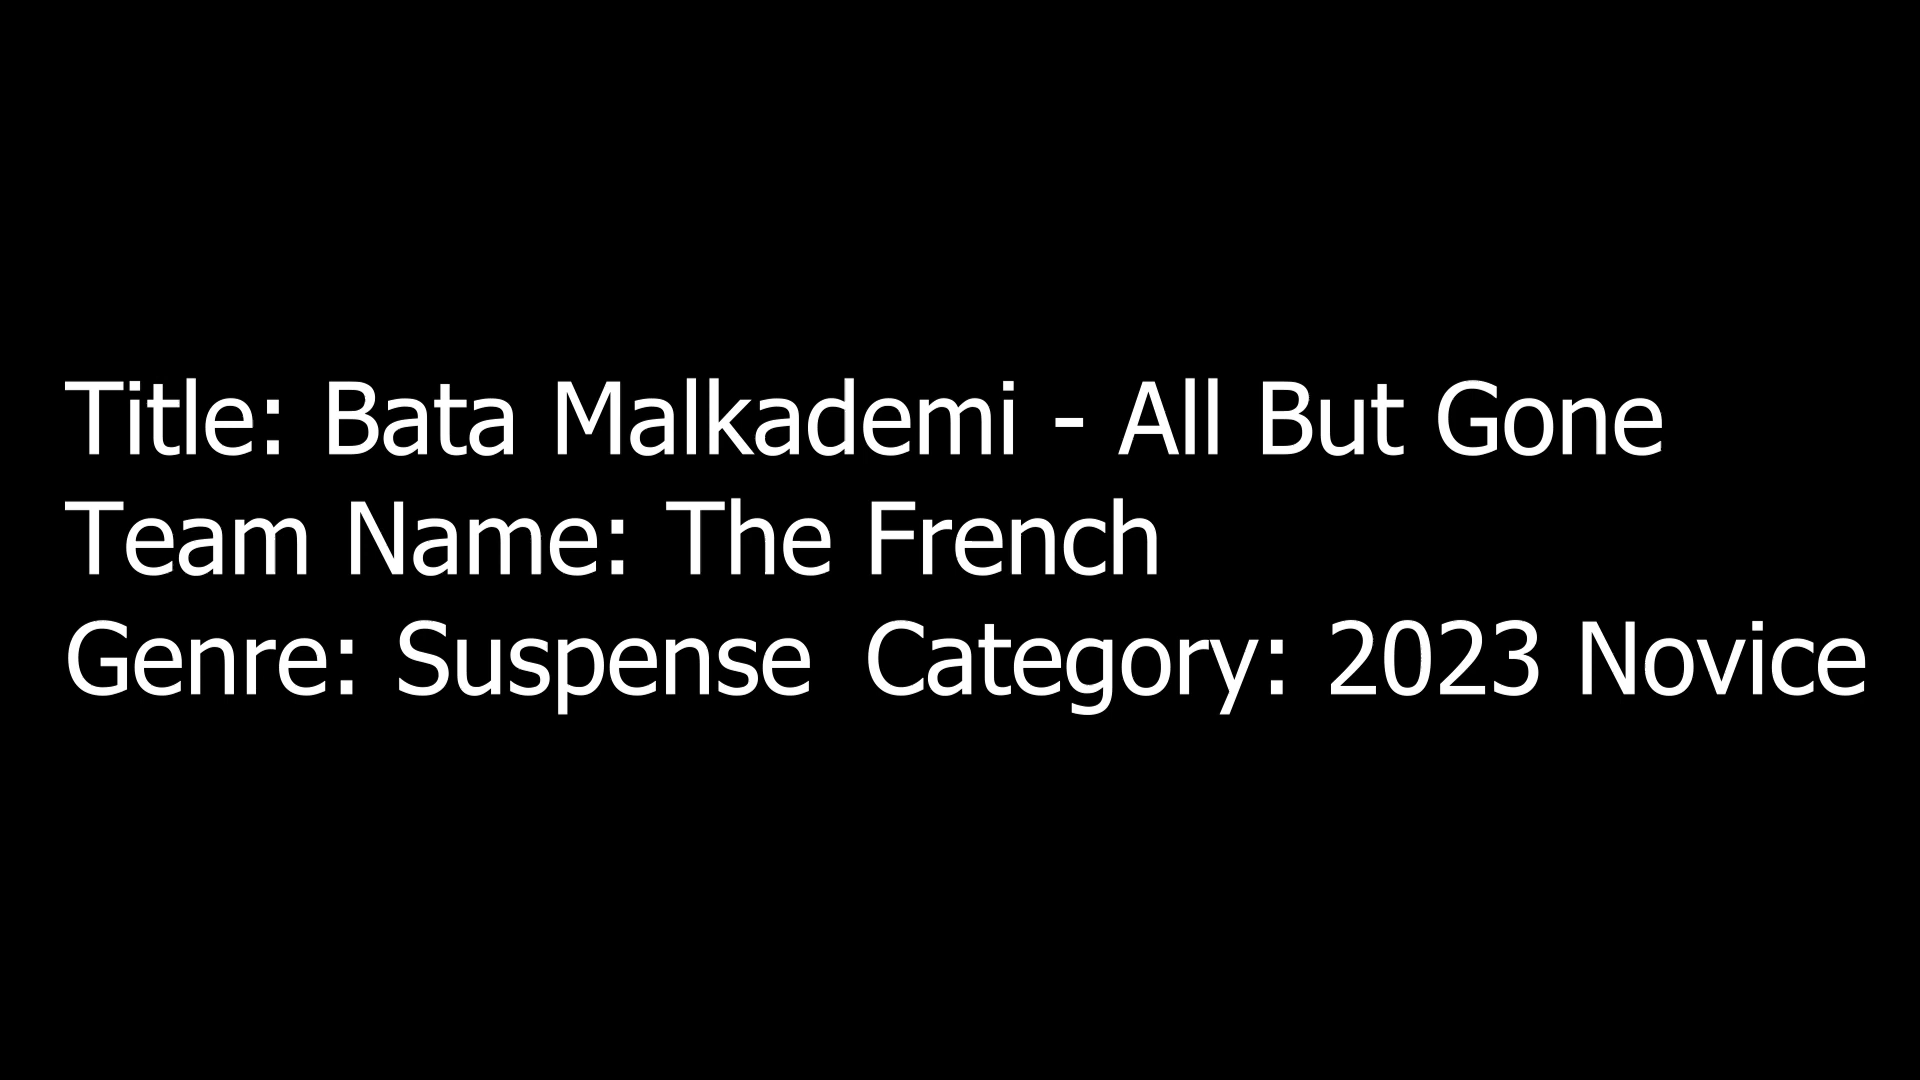 Title: Bata Malkademi - All But Gone
Team Name: The French
Genre: Suspense  Category: 2023 Novice